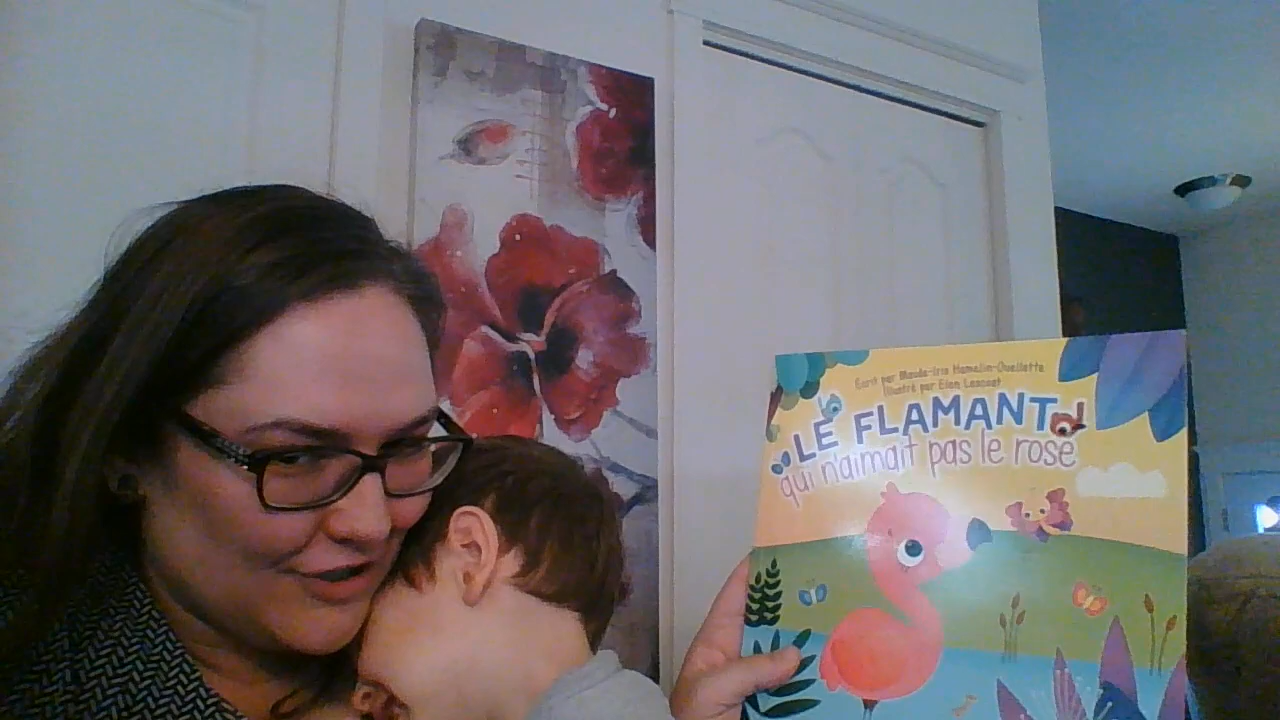 Écrit par Maude-Iris Hamelin-Ouellette
Illustré par Elen Lescoat
LE FLAMANT
qui n'aimait pas le rose